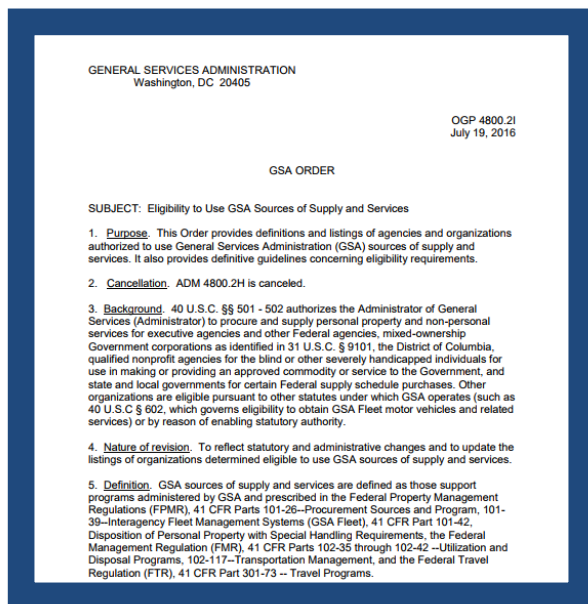 GENERAL SERVICES ADMINISTRATION
Washington, DC 20405
OGP 4800.2I
July 19, 2016
GSA ORDER
SUBJECT: Eligibility to Use GSA Sources of Supply and Services
1. Purpose. This Order provides definitions and listings of agencies and organizations
authorized to use General Services Administration (GSA) sources of supply and
services. It also provides definitive guidelines concerning eligibility requirements.
2. Cancellation. ADM 4800.2H is canceled.
3. Background. 40 U.S.C. §§ 501 - 502 authorizes the Administrator of General
Services (Administrator) to procure and supply personal property and non-personal
services for executive agencies and other Federal agencies, mixed-ownership
Government corporations as identified in 31 U.S.C. § 9101, the District of Columbia,
qualified nonprofit agencies for the blind or other severely handicapped individuals for
use in making or providing an approved commodity or service to the Government, and
state and local governments for certain Federal supply schedule purchases. Other
organizations are eligible pursuant to other statutes under which GSA operates (such as
40 U.S.C § 602, which governs eligibility to obtain GSA Fleet motor vehicles and related
services) or by reason of enabling statutory authority.
4. Nature of revision. To reflect statutory and administrative changes and to update the
listings of organizations determined eligible to use GSA sources of supply and services.
5. Definition. GSA sources of supply and services are defined as those support
programs administered by GSA and prescribed in the Federal Property Management
Regulations (FPMR), 41 CFR Parts 101-26--Procurement Sources and Program, 101-
39--Interagency Fleet Management Systems (GSA Fleet), 41 CFR Part 101-42,
Disposition of Personal Property with Special Handling Requirements, the Federal
Management Regulation (FMR), 41 CFR Parts 102-35 through 102-42 --Utilization and
Disposal Programs, 102-117--Transportation Management, and the Federal Travel
Regulation (FTR), 41 CFR Part 301-73 -- Travel Programs.